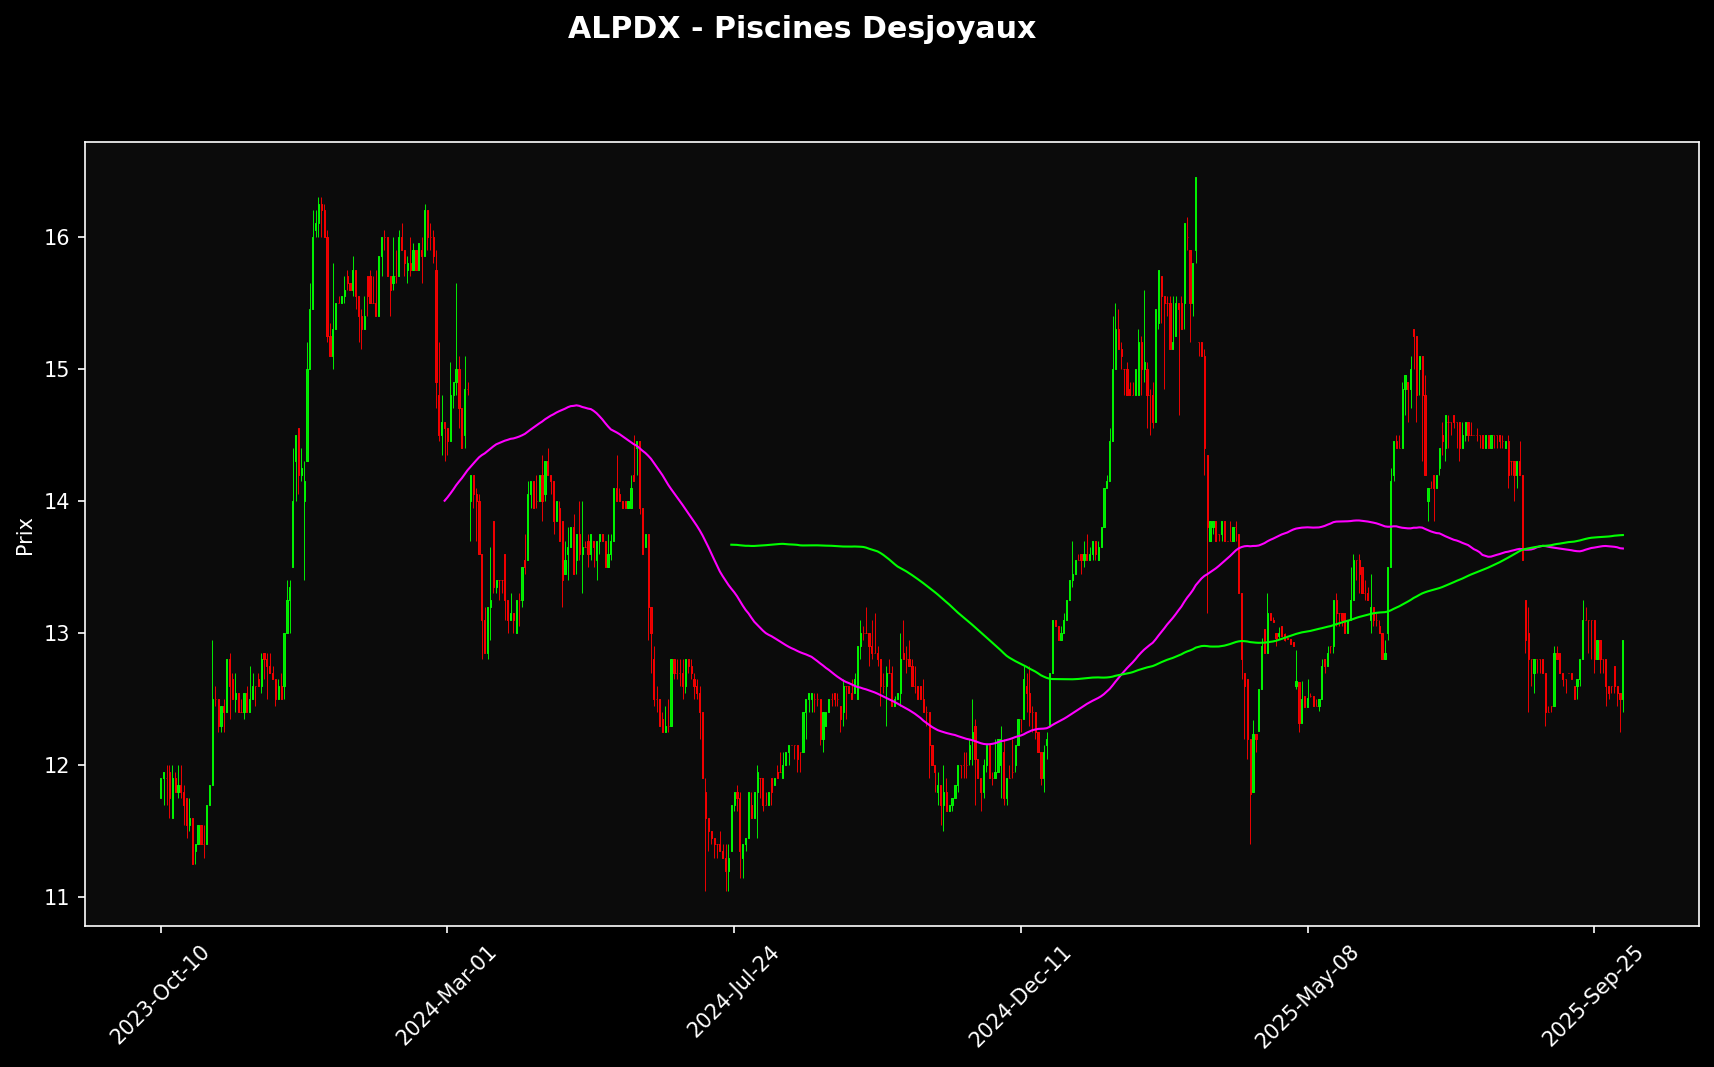 ALPDX - Piscines Desjoyaux
Prix
16
15
14
13
12
11
2023-Oct-10
2024-Mar-01
2024-Jul-24
2024-Dec-11
2025-May-08
2025-Sep-25